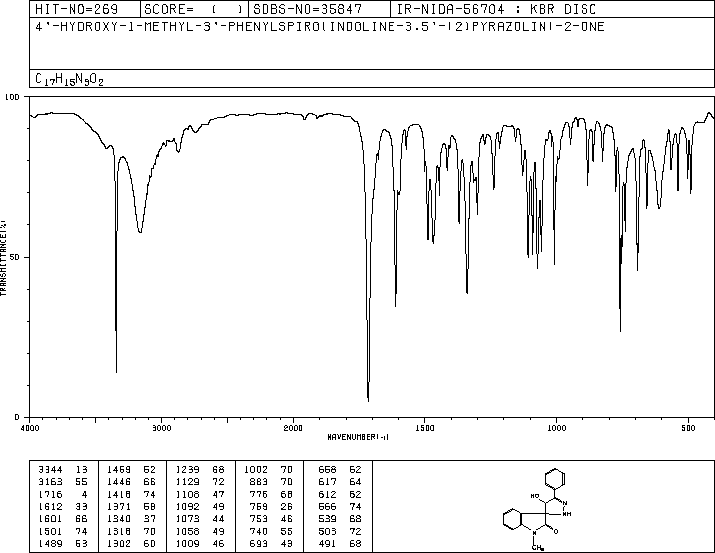 HIT-NO=269 SCORE= ( ) SDBS-NO=35847 IR-NIDA-56704 : KBR DISC
4'-HYDROXY-1-METHYL-3'-PHENYLSPIRO(INDOLINE-3.5'-(2)PYRAZOLIN)-2-ONE
C17H15N3O2
100
50
0
TRANSMITTANCE(%)
4000 3000 2000 1500 1000 500
WAVENUMBER(-1)
3344 13 1469 52 1239 68 1002 70 658 62
3163 55 1446 66 1129 72 883 70 617 64
1716 4 1418 74 1108 47 776 68 612 62
1612 33 1371 58 1092 49 759 26 566 74
1601 66 1340 37 1073 44 753 46 539 68
1501 74 1318 70 1058 49 740 55 503 72
1489 53 1302 60 1009 46 693 43 491 68
HO
N
NH
N
O
CH3